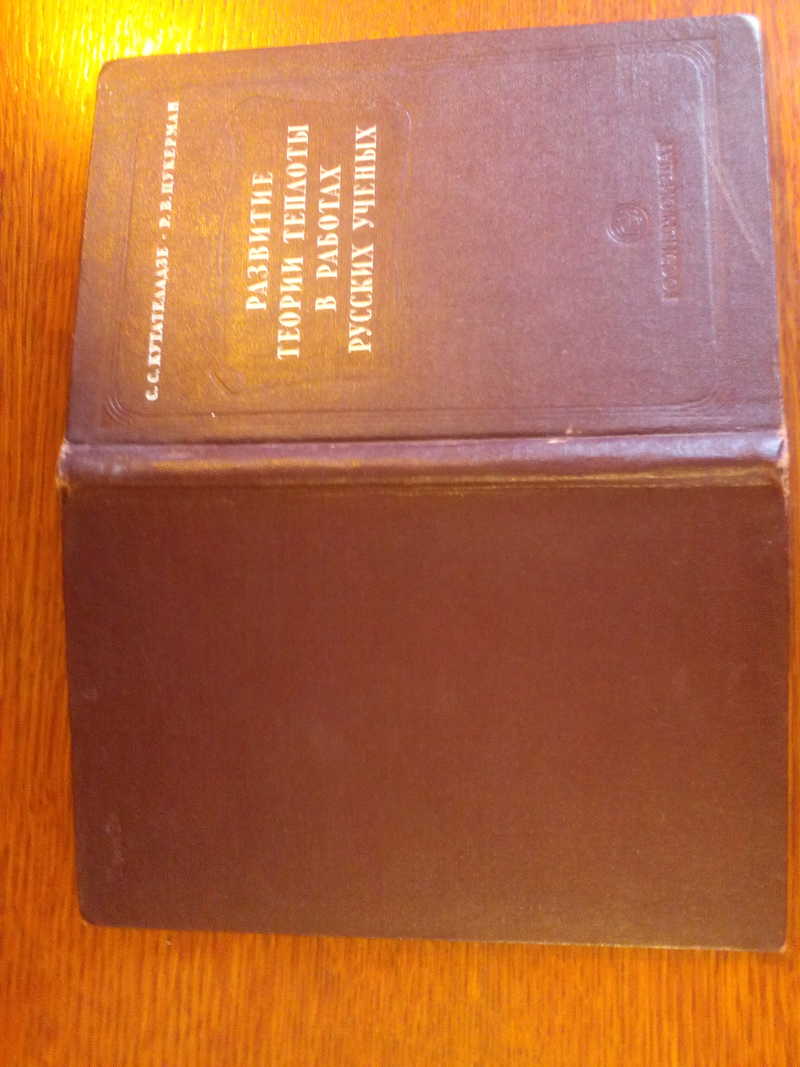 С. С. КУТАТЕЛАДЗЕ · Р. В. ЦУКЕРМАН
РАЗВИТИЕ
ТЕОРИИ ТЕПЛОТЫ
В РАБОТАХ
РУССКИХ УЧЕНЫХ
ГОСЭНЕРГОИЗДАТ